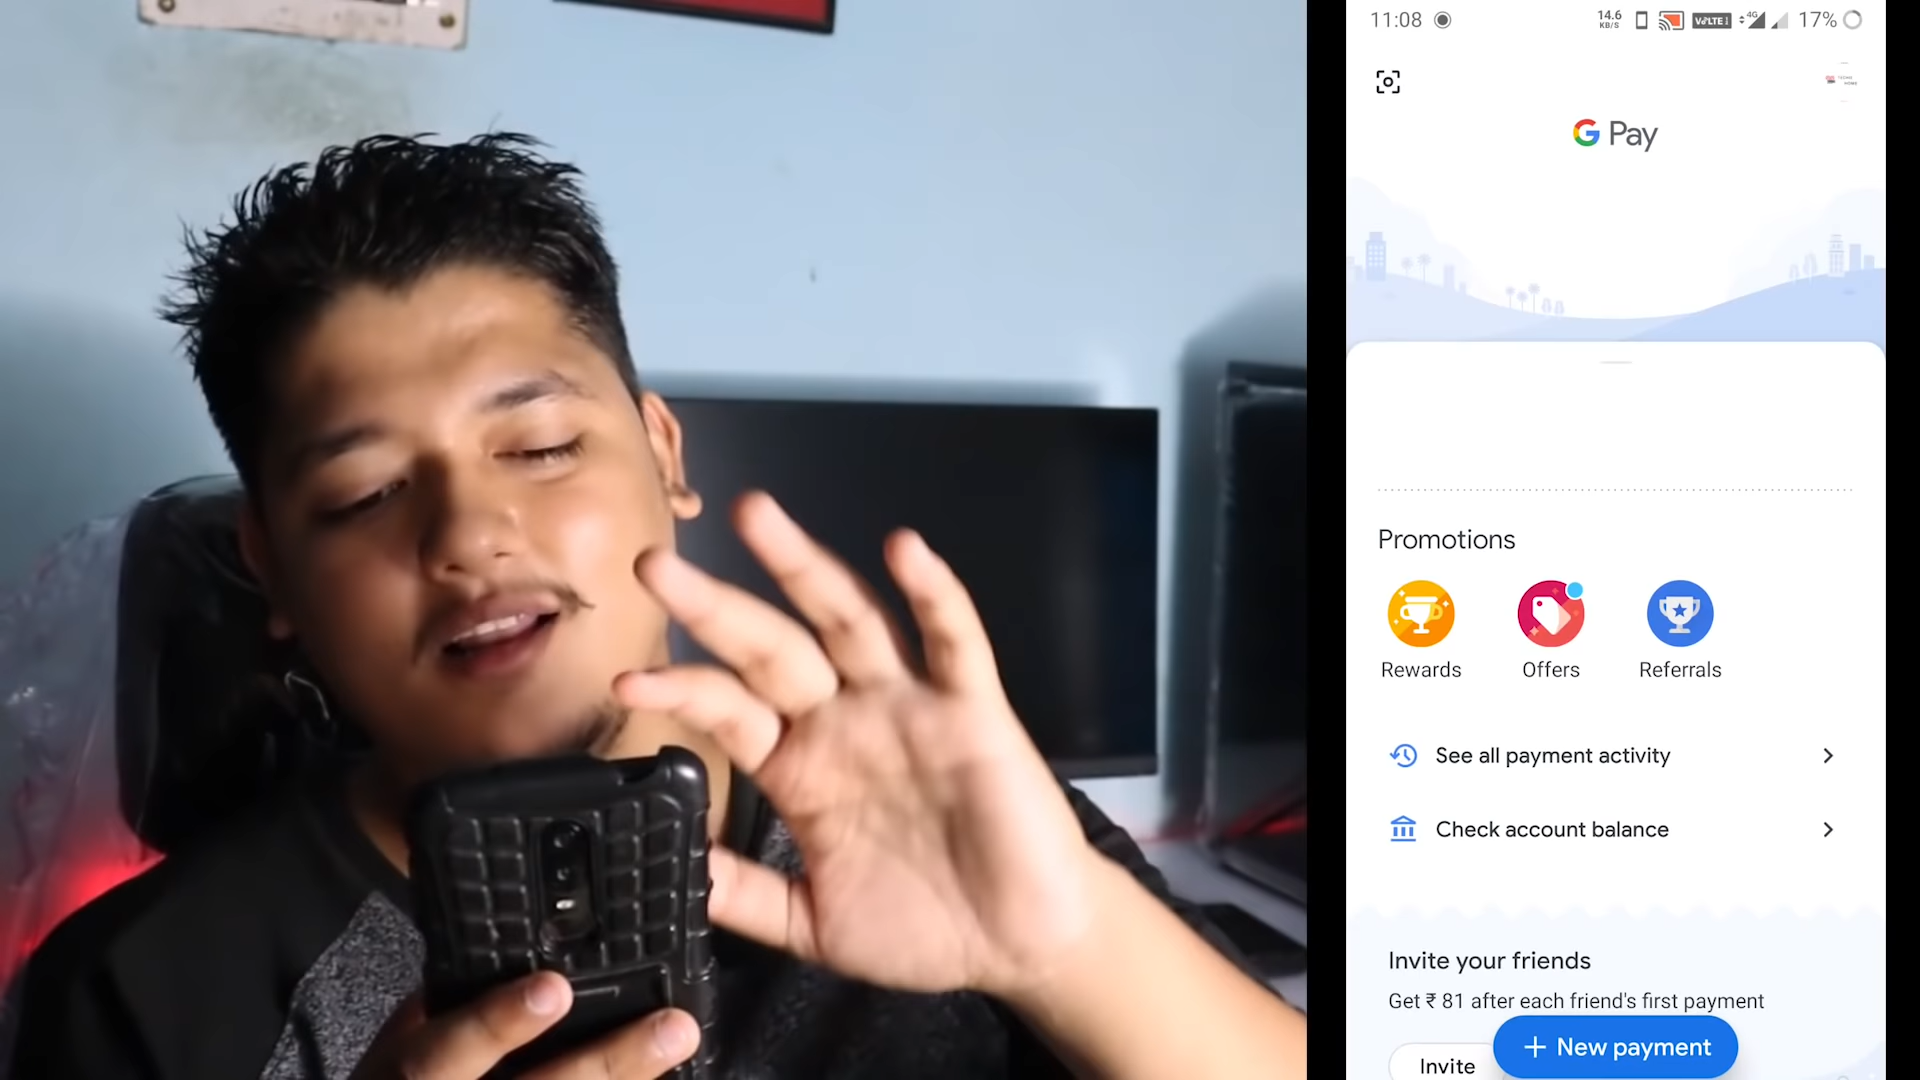 11:08 14.6 KB/S VoLTE 4G 17%
G Pay
Promotions
Rewards Offers Referrals
See all payment activity
Check account balance
Invite your friends
Get ₹ 81 after each friend's first payment
+ New payment
Invite